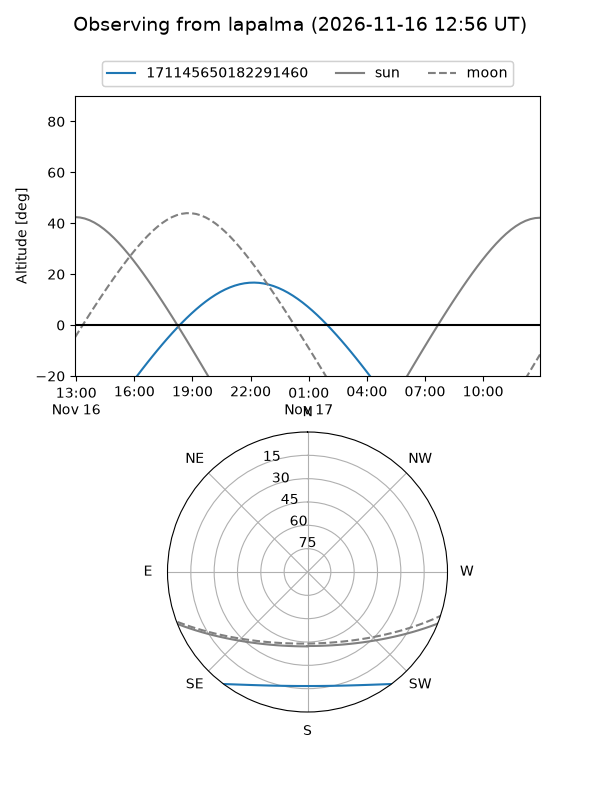 Observing from lapalma (2026-11-16 12:56 UT)
171145650182291460 sun moon
Altitude [deg]
80
60
40
20
0
−20
13:00 16:00 19:00 22:00 01:00 04:00 07:00 10:00
Nov 16 Nov 17
N
NE NW
15
30
45
60
75
E W
SE SW
S